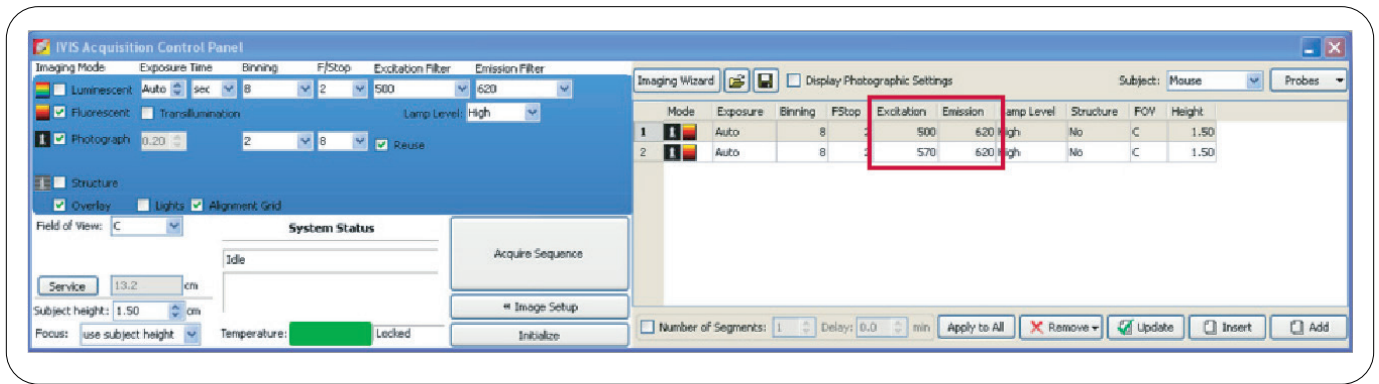 IVIS Acquisition Control Panel
Imaging Mode Exposure Time Binning F/Stop Excitation Filter Emission Filter
Luminescent Auto sec 8 2 500 620
Fluorescent Transillumination Lamp Level: High
Photograph 0.20 2 8 Reuse
Structure
Overlay Lights Alignment Grid
Field of View: C
System Status
Idle
Service 13.2 cm
Subject height: 1.50 cm
Focus: use subject height Temperature: Locked
Acquire Sequence
Image Setup
Initialize
Imaging Wizard Display Photographic Settings Subject: Mouse Probes
Mode Exposure Binning FStop Excitation Emission Lamp Level Structure FOV Height
1 Auto 8 2 500 620 High No C 1.50
2 Auto 8 2 570 620 High No C 1.50
Number of Segments: 1 Delay: 0.0 min Apply to All Remove Update Insert Add